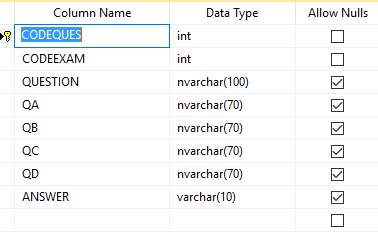 Column Name Data Type Allow Nulls
CODEQUES int
CODEEXAM int
QUESTION nvarchar(100)
QA nvarchar(70)
QB nvarchar(70)
QC nvarchar(70)
QD nvarchar(70)
ANSWER varchar(10)